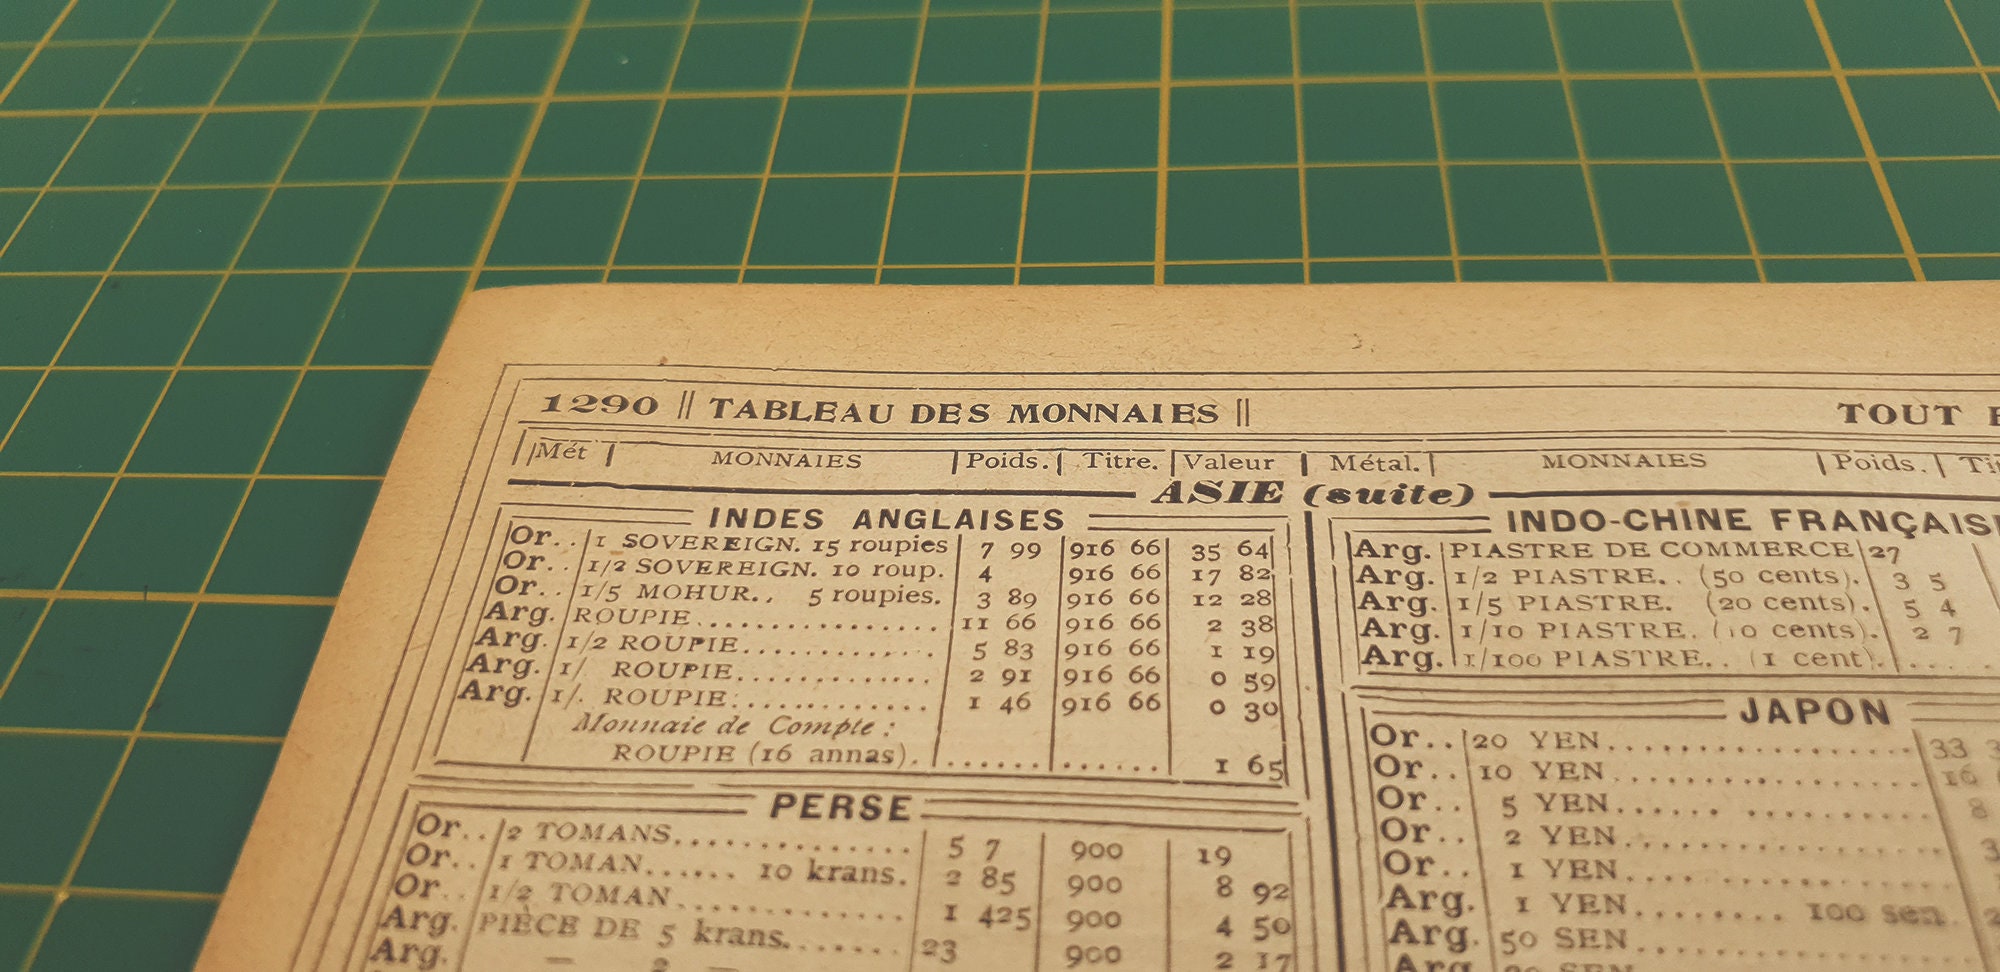 1290 || TABLEAU DES MONNAIES ||
TOUT
Mét | MONNAIES | Poids. | Titre. | Valeur | Métal. | MONNAIES | Poids. |
ASIE (suite)
INDES ANGLAISES
Or.. 1 SOVEREIGN. 15 roupies 7 99 916 66 35 64
Or.. 1/2 SOVEREIGN. 10 roup. 4 916 66 17 82
Or.. 1/5 MOHUR.. 5 roupies. 3 89 916 66 12 28
Arg. ROUPIE 11 66 916 66 2 38
Arg. 1/2 ROUPIE 5 83 916 66 1 19
Arg. 1/ ROUPIE 2 91 916 66 0 59
Arg. 1/. ROUPIE 1 46 916 66 0 30
Monnaie de Compte :
ROUPIE (16 annas). 1 65
PERSE
Or.. 2 TOMANS 5 7 900 19
Or.. 1 TOMAN 10 krans. 2 85 900 8 92
Or.. 1/2 TOMAN 1 425 900 4 50
Arg. PIÈCE DE 5 krans. 23 900 2 17
Arg. — 2 —
INDO-CHINE
Arg. PIASTRE DE COMMERCE 27
Arg. 1/2 PIASTRE.. (50 cents). 3 5
Arg. 1/5 PIASTRE. (20 cents). 5 4
Arg. 1/10 PIASTRE. (10 cents). 2 7
Arg. 1/100 PIASTRE.. (1 cent).
JAPON
Or.. 20 YEN 33
Or.. 10 YEN 16
Or.. 5 YEN 8
Or.. 2 YEN
Or.. 1 YEN
Arg. 1 YEN 100 sen.
Arg. 50 SEN
Arg